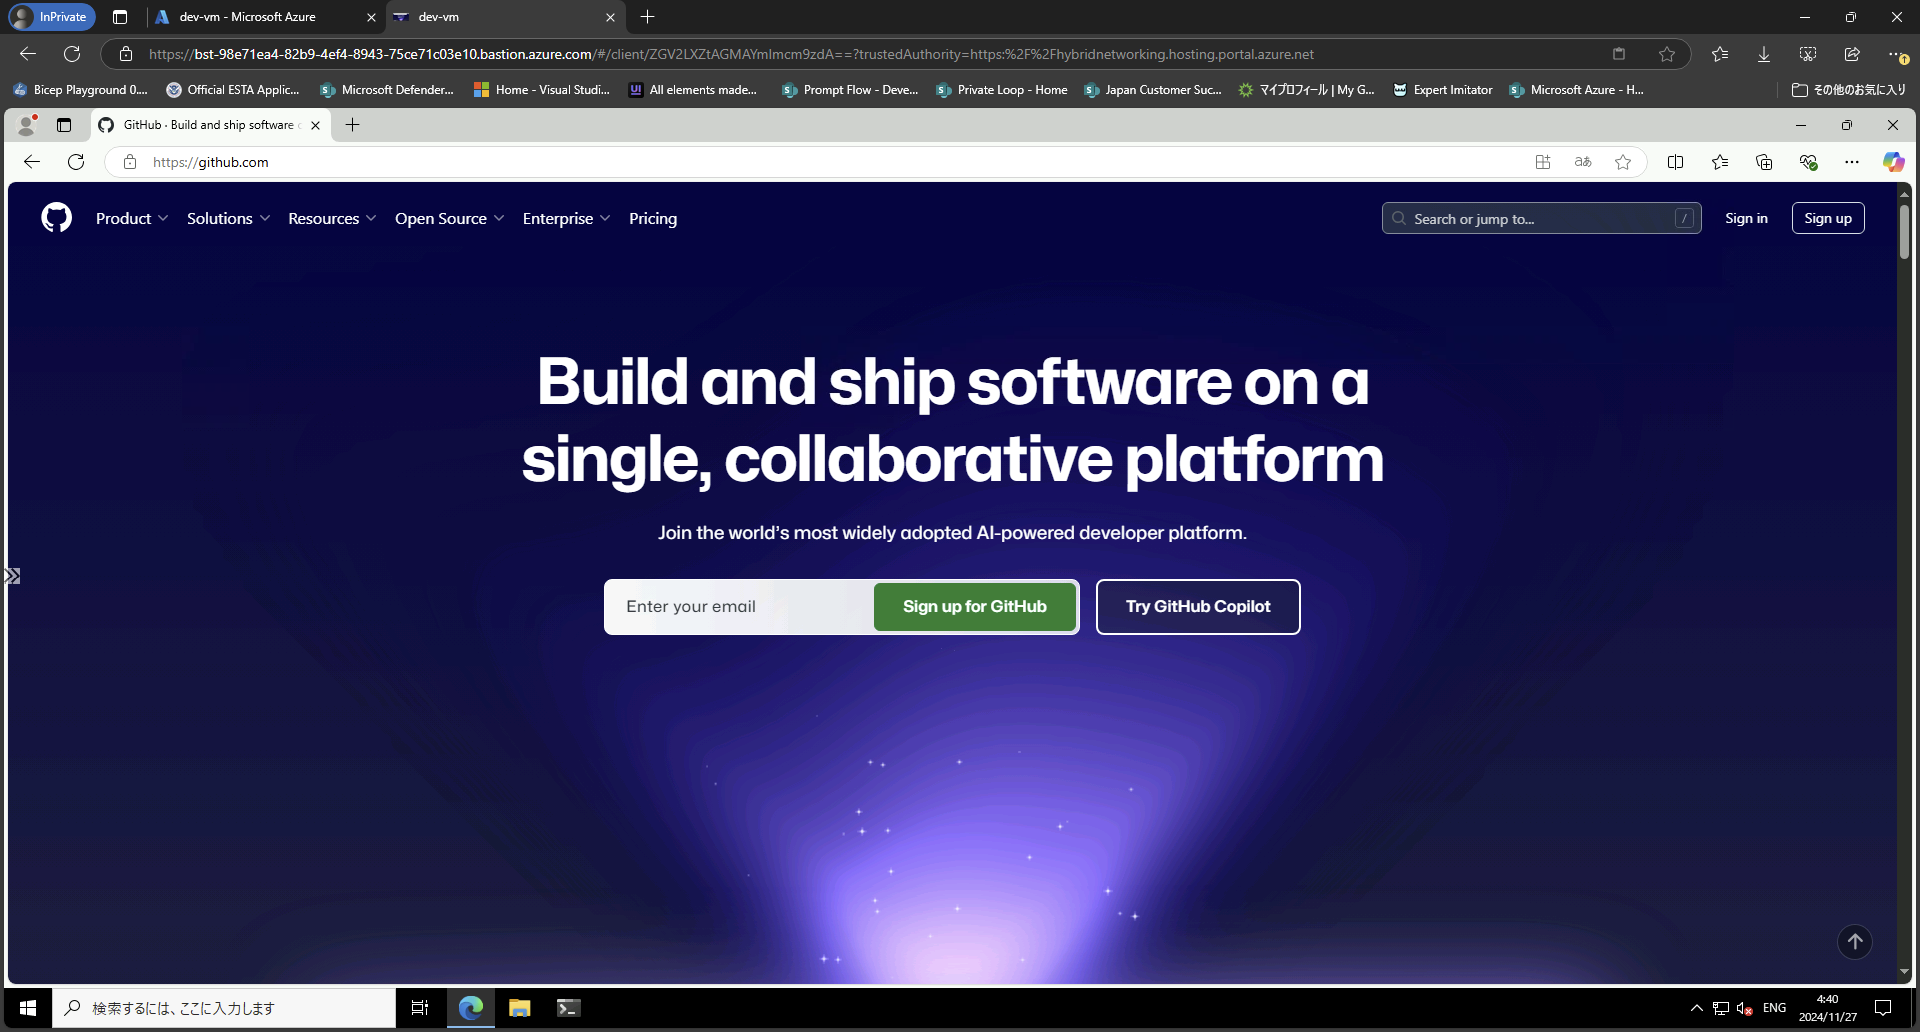 InPrivate
dev-vm - Microsoft Azure
dev-vm
https://bst-98e71ea4-82b9-4ef4-8943-75ce71c03e10.bastion.azure.com/#/client/ZGV2LXZtAGMAYmlmcm9zdA==?trustedAuthority=https:%2F%2Fhybridnetworking.hosting.portal.azure.net
Bicep Playground 0....
Official ESTA Applic...
Microsoft Defender...
Home - Visual Studi...
All elements made...
Prompt Flow - Deve...
Private Loop - Home
Japan Customer Suc...
マイプロフィール | My G...
Expert Imitator
Microsoft Azure - H...
その他のお気に入り
GitHub · Build and ship software
https://github.com
aあ
Product
Solutions
Resources
Open Source
Enterprise
Pricing
Search or jump to...
/
Sign in
Sign up
Build and ship software on a
single, collaborative platform
Join the world's most widely adopted AI-powered developer platform.
Enter your email
Sign up for GitHub
Try GitHub Copilot
検索するには、ここに入力します
ENG
4:40
2024/11/27